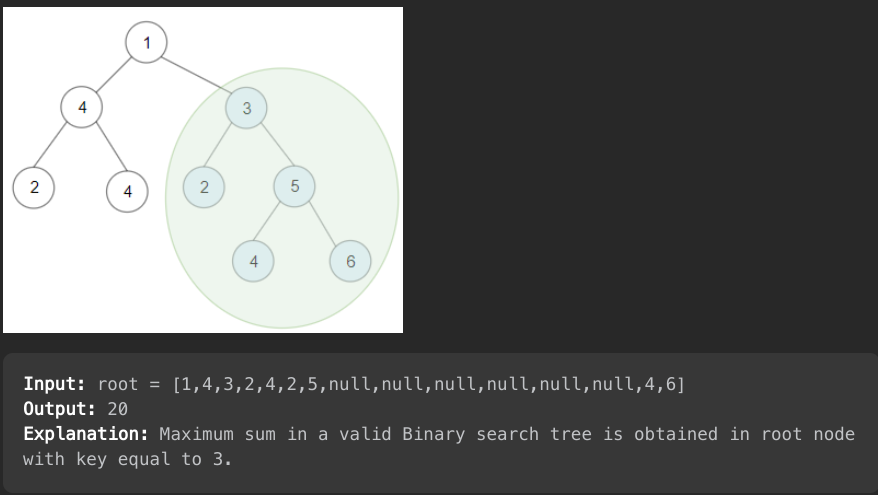 1
4
3
2
4
2
5
4
6
Input: root = [1,4,3,2,4,2,5,null,null,null,null,null,null,4,6]
Output: 20
Explanation: Maximum sum in a valid Binary search tree is obtained in root node
with key equal to 3.